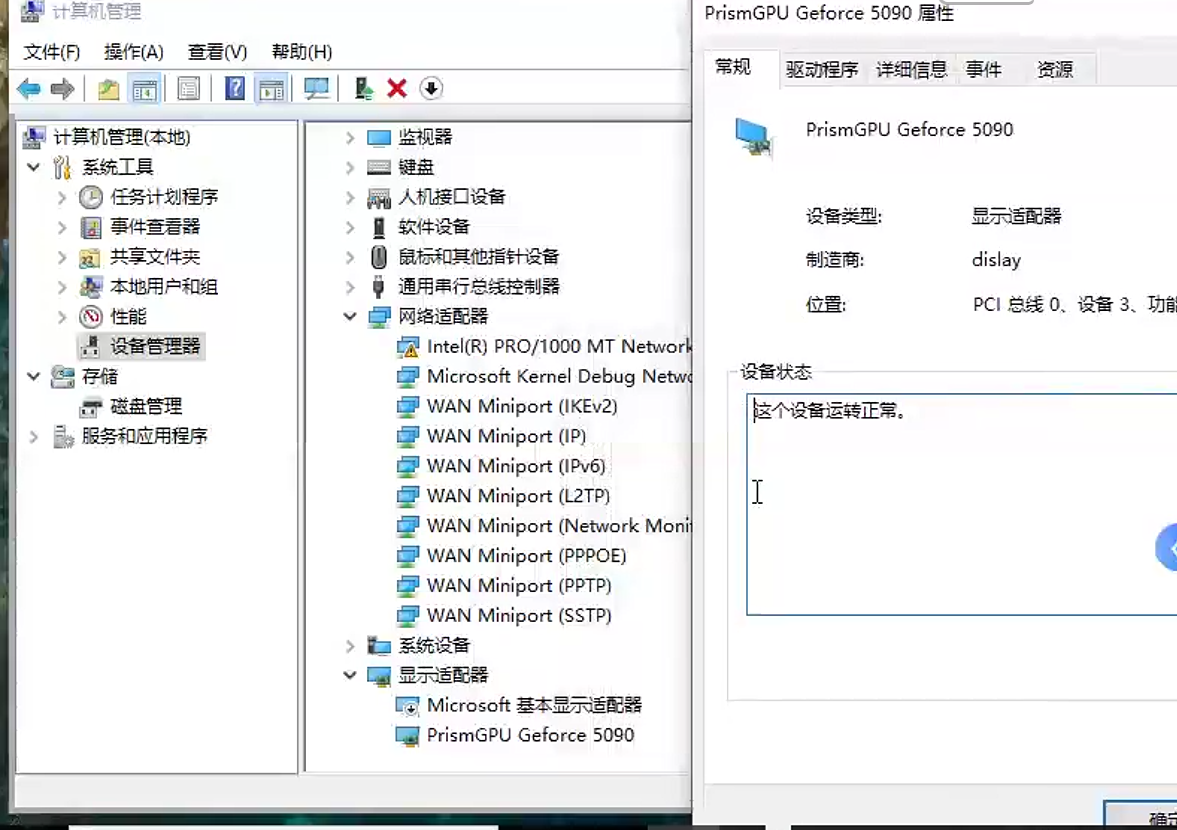 计算机管理
文件(F) 操作(A) 查看(V) 帮助(H)
计算机管理(本地)
系统工具
任务计划程序
事件查看器
共享文件夹
本地用户和组
性能
设备管理器
存储
磁盘管理
服务和应用程序
监视器
键盘
人机接口设备
软件设备
鼠标和其他指针设备
通用串行总线控制器
网络适配器
Intel(R) PRO/1000 MT Network
Microsoft Kernel Debug Netwo
WAN Miniport (IKEv2)
WAN Miniport (IP)
WAN Miniport (IPv6)
WAN Miniport (L2TP)
WAN Miniport (Network Moni
WAN Miniport (PPPOE)
WAN Miniport (PPTP)
WAN Miniport (SSTP)
系统设备
显示适配器
Microsoft 基本显示适配器
PrismGPU Geforce 5090
PrismGPU Geforce 5090 属性
常规 驱动程序 详细信息 事件 资源
PrismGPU Geforce 5090
设备类型: 显示适配器
制造商: dislay
位置: PCI 总线 0、设备 3、功能
设备状态
这个设备运转正常。
确定